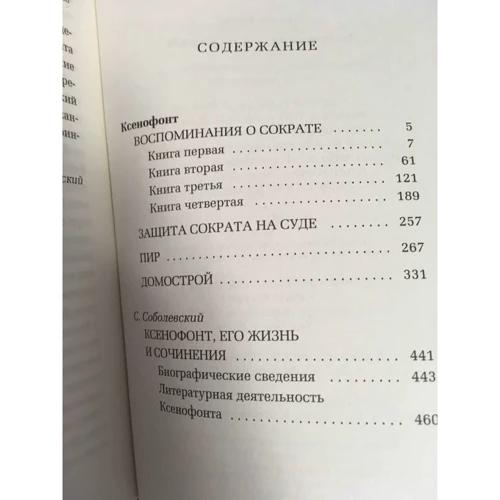 СОДЕРЖАНИЕ
Ксенофонт
ВОСПОМИНАНИЯ О СОКРАТЕ ....... 5
Книга первая ....................... 7
Книга вторая ....................... 61
Книга третья ....................... 121
Книга четвертая .................... 189
ЗАЩИТА СОКРАТА НА СУДЕ ........ 257
ПИР ................................ 267
ДОМОСТРОЙ ......................... 331
С. Соболевский
КСЕНОФОНТ, ЕГО ЖИЗНЬ
И СОЧИНЕНИЯ ....................... 441
Биографические сведения ........... 443
Литературная деятельность
Ксенофонта ........................ 460